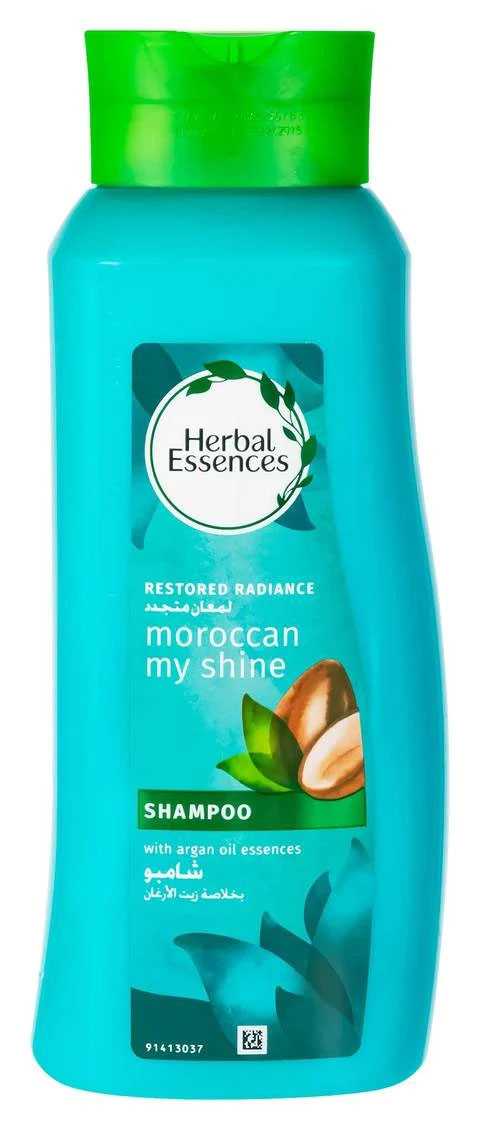 Herbal
Essences
RESTORED RADIANCE
لمعان متجدد
moroccan
my shine
SHAMPOO
with argan oil essences
شامبو
بخلاصة زيت الأرغان
91413037